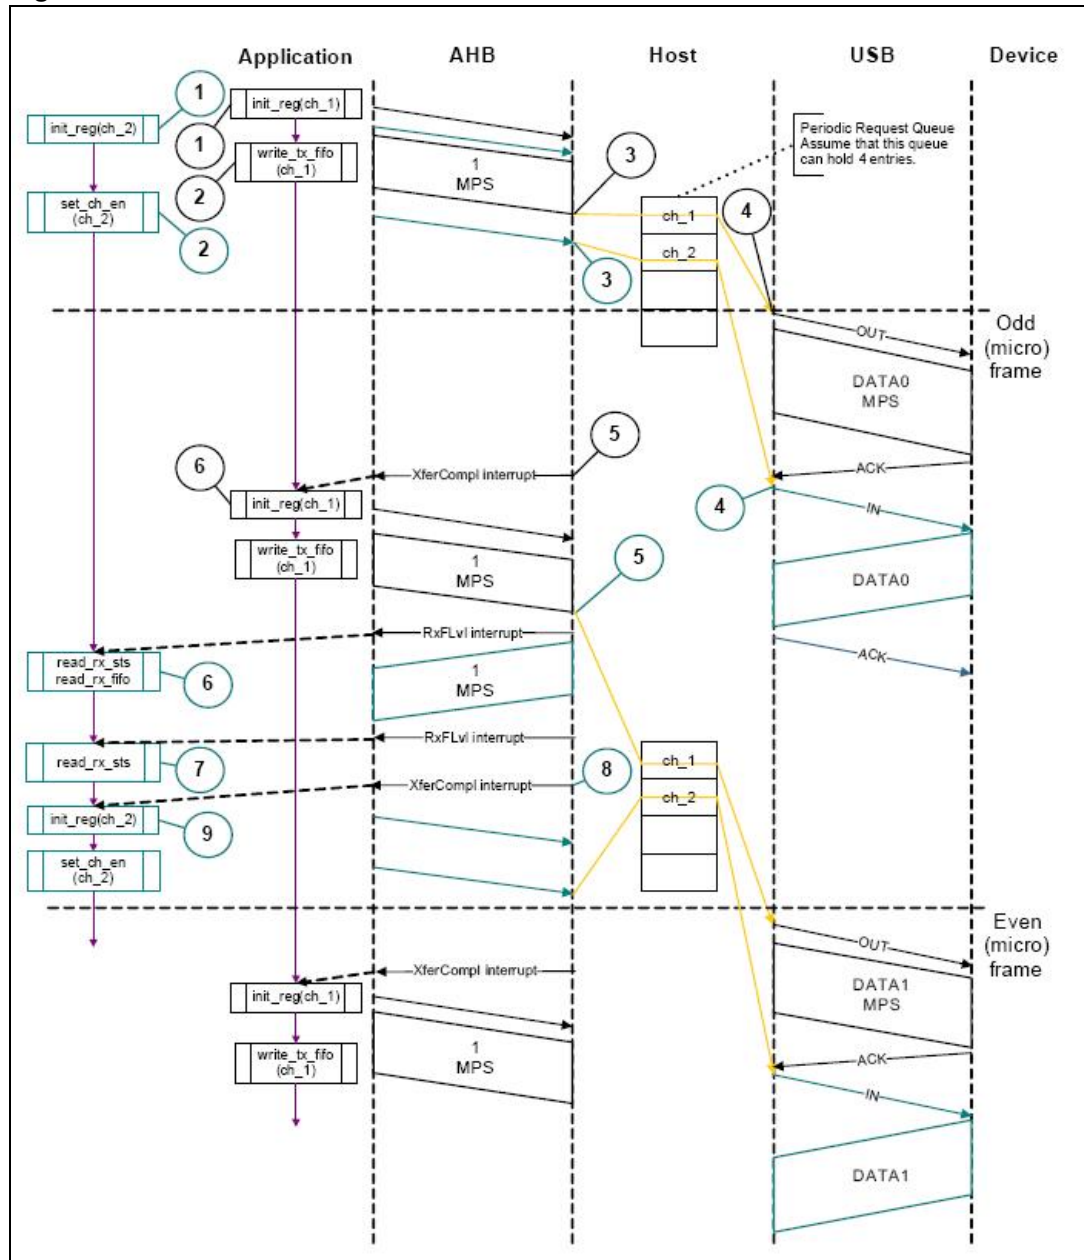 Application
AHB
Host
USB
Device
1
init_reg(ch_1)
init_reg(ch_2)
1
write_tx_fifo
(ch_1)
1
MPS
3
Periodic Request Queue
Assume that this queue
can hold 4 entries.
2
set_ch_en
(ch_2)
2
ch_1
4
ch_2
3
Odd
(micro)
frame
OUT
DATA0
MPS
5
ACK
6
XferCompl interrupt
init_reg(ch_1)
4
IN
write_tx_fifo
(ch_1)
1
MPS
5
DATA0
RxFLvl interrupt
ACK
read_rx_sts
read_rx_fifo
6
1
MPS
RxFLvl interrupt
read_rx_sts
7
ch_1
8
XferCompl interrupt
ch_2
init_reg(ch_2)
9
set_ch_en
(ch_2)
Even
(micro)
frame
OUT
XferCompl interrupt
init_reg(ch_1)
DATA1
MPS
write_tx_fifo
(ch_1)
1
MPS
ACK
IN
DATA1